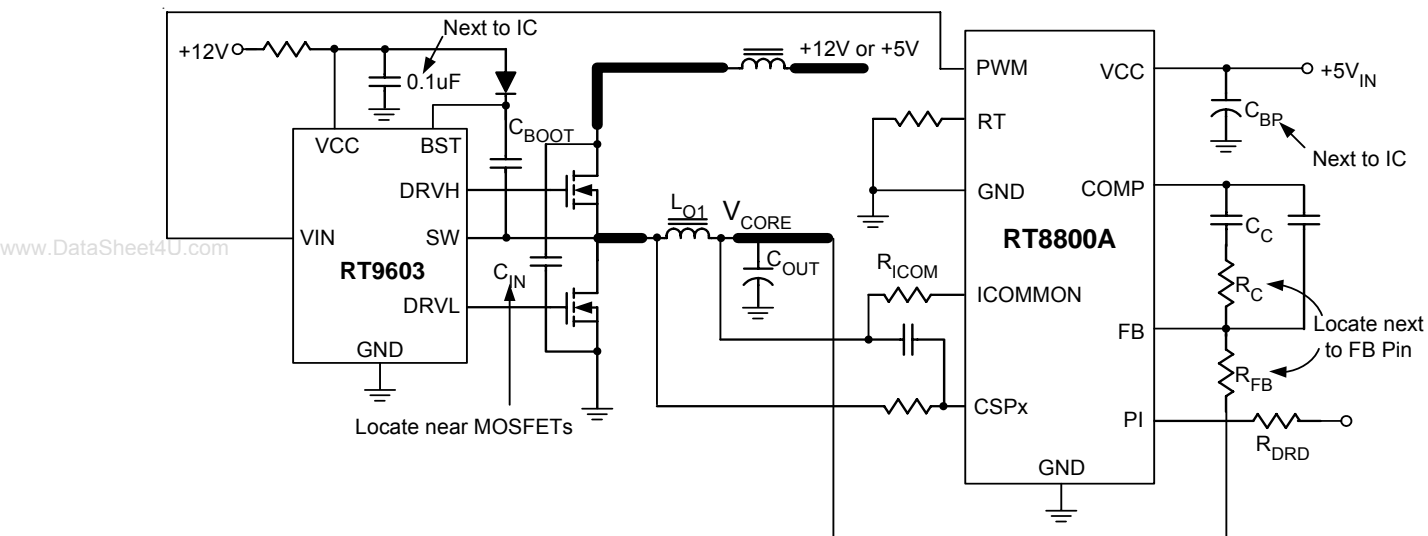 Next to IC
+12V
0.1uF
+12V or +5V
VCC
BST
C_BOOT
DRVH
VIN
SW
RT9603
DRVL
GND
C_IN
Locate near MOSFETs
L_O1
V_CORE
C_OUT
R_ICOM
PWM
VCC
+5V_IN
RT
C_BP
Next to IC
GND
COMP
RT8800A
C_C
R_C
ICOMMON
FB
Locate next
to FB Pin
R_FB
CSPx
PI
R_DRD
GND
www.DataSheet4U.com